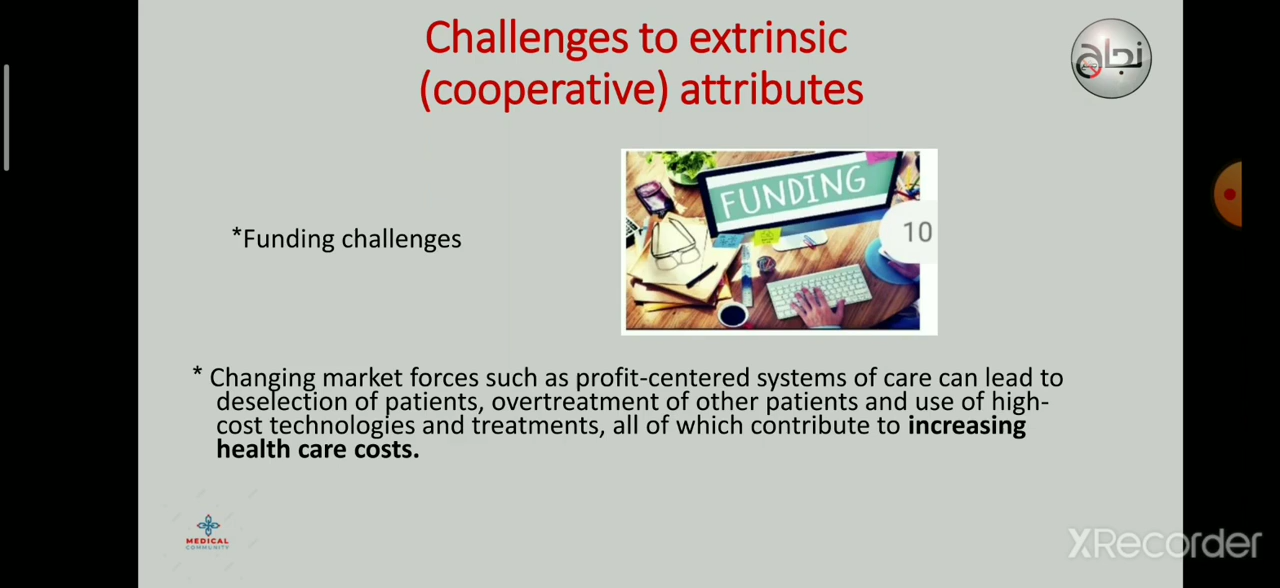 Challenges to extrinsic
(cooperative) attributes
نجاح
FUNDING
10
*Funding challenges
* Changing market forces such as profit-centered systems of care can lead to
deselection of patients, overtreatment of other patients and use of high-
cost technologies and treatments, all of which contribute to increasing
health care costs.
MEDICAL
COMMUNITY
XRecorder